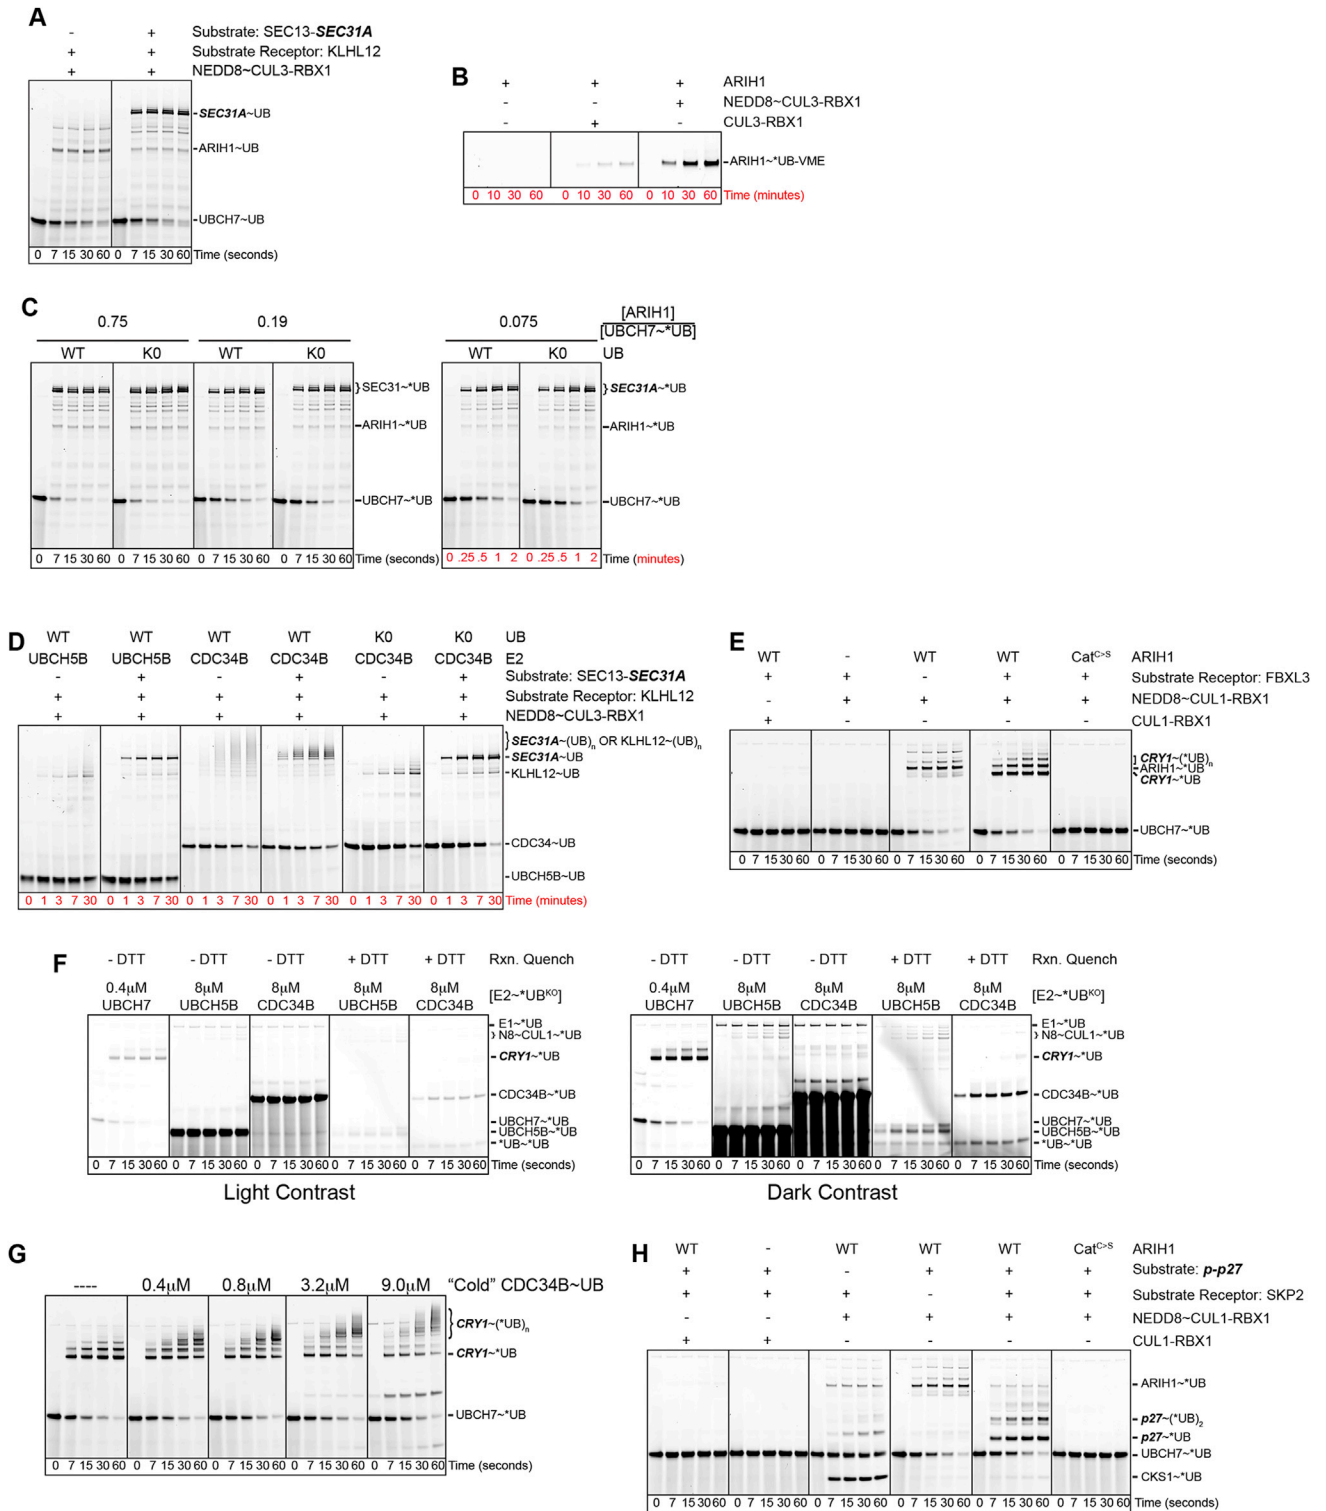 A
- + Substrate: SEC13-SEC31A
+ + Substrate Receptor: KLHL12
+ + NEDD8~CUL3-RBX1
SEC31A~UB
ARIH1~UB
UBCH7~UB
0 7 15 30 60 0 7 15 30 60 Time (seconds)
B
+ + + ARIH1
- - + NEDD8~CUL3-RBX1
- + - CUL3-RBX1
ARIH1~*UB-VME
0 10 30 60 0 10 30 60 0 10 30 60 Time (minutes)
C
0.75 0.19 0.075 [ARIH1]
[UBCH7~*UB]
WT K0 WT K0 WT K0 UB
SEC31~*UB
ARIH1~*UB
UBCH7~*UB
0 7 15 30 60 0 7 15 30 60 0 7 15 30 60 0 7 15 30 60 Time (seconds)
SEC31A~*UB
ARIH1~*UB
UBCH7~*UB
0 .25 .5 1 2 0 .25 .5 1 2 Time (minutes)
D
WT WT WT WT K0 K0 UB
UBCH5B UBCH5B CDC34B CDC34B CDC34B CDC34B E2
- + - + - + Substrate: SEC13-SEC31A
+ + + + + + Substrate Receptor: KLHL12
+ + + + + + NEDD8~CUL3-RBX1
SEC31A~(UB)n OR KLHL12~(UB)n
SEC31A~UB
KLHL12~UB
CDC34~UB
UBCH5B~UB
0 1 3 7 30 0 1 3 7 30 0 1 3 7 30 0 1 3 7 30 0 1 3 7 30 0 1 3 7 30 Time (minutes)
E
WT - WT WT CatC>S ARIH1
+ + - + + Substrate Receptor: FBXL3
- + + + + NEDD8~CUL1-RBX1
+ - - - - CUL1-RBX1
CRY1~(*UB)n
ARIH1~*UB
CRY1~*UB
UBCH7~*UB
0 7 15 30 60 0 7 15 30 60 0 7 15 30 60 0 7 15 30 60 0 7 15 30 60 Time (seconds)
F
- DTT - DTT - DTT + DTT + DTT Rxn. Quench
0.4µM 8µM 8µM 8µM 8µM [E2~*UBK0]
UBCH7 UBCH5B CDC34B UBCH5B CDC34B
E1~*UB
N8~CUL1~*UB
CRY1~*UB
CDC34B~*UB
UBCH7~*UB
UBCH5B~*UB
*UB~*UB
0 7 15 30 60 0 7 15 30 60 0 7 15 30 60 0 7 15 30 60 0 7 15 30 60 Time (seconds)
Light Contrast
- DTT - DTT - DTT + DTT + DTT Rxn. Quench
0.4µM 8µM 8µM 8µM 8µM [E2~*UBK0]
UBCH7 UBCH5B CDC34B UBCH5B CDC34B
E1~*UB
N8~CUL1~*UB
CRY1~*UB
CDC34B~*UB
UBCH7~*UB
UBCH5B~*UB
*UB~*UB
0 7 15 30 60 0 7 15 30 60 0 7 15 30 60 0 7 15 30 60 0 7 15 30 60 Time (seconds)
Dark Contrast
G
---- 0.4µM 0.8µM 3.2µM 9.0µM "Cold" CDC34B~UB
CRY1~(*UB)n
CRY1~*UB
UBCH7~*UB
0 7 15 30 60 0 7 15 30 60 0 7 15 30 60 0 7 15 30 60 0 7 15 30 60 Time (seconds)
H
WT - WT WT WT CatC>S ARIH1
+ + - + + + Substrate: p-p27
+ + + - + + Substrate Receptor: SKP2
- - + + + + NEDD8~CUL1-RBX1
+ + - - - - CUL1-RBX1
ARIH1~*UB
p27~(*UB)2
p27~*UB
UBCH7~*UB
CKS1~*UB
0 7 15 30 60 0 7 15 30 60 0 7 15 30 60 0 7 15 30 60 0 7 15 30 60 0 7 15 30 60 Time (seconds)